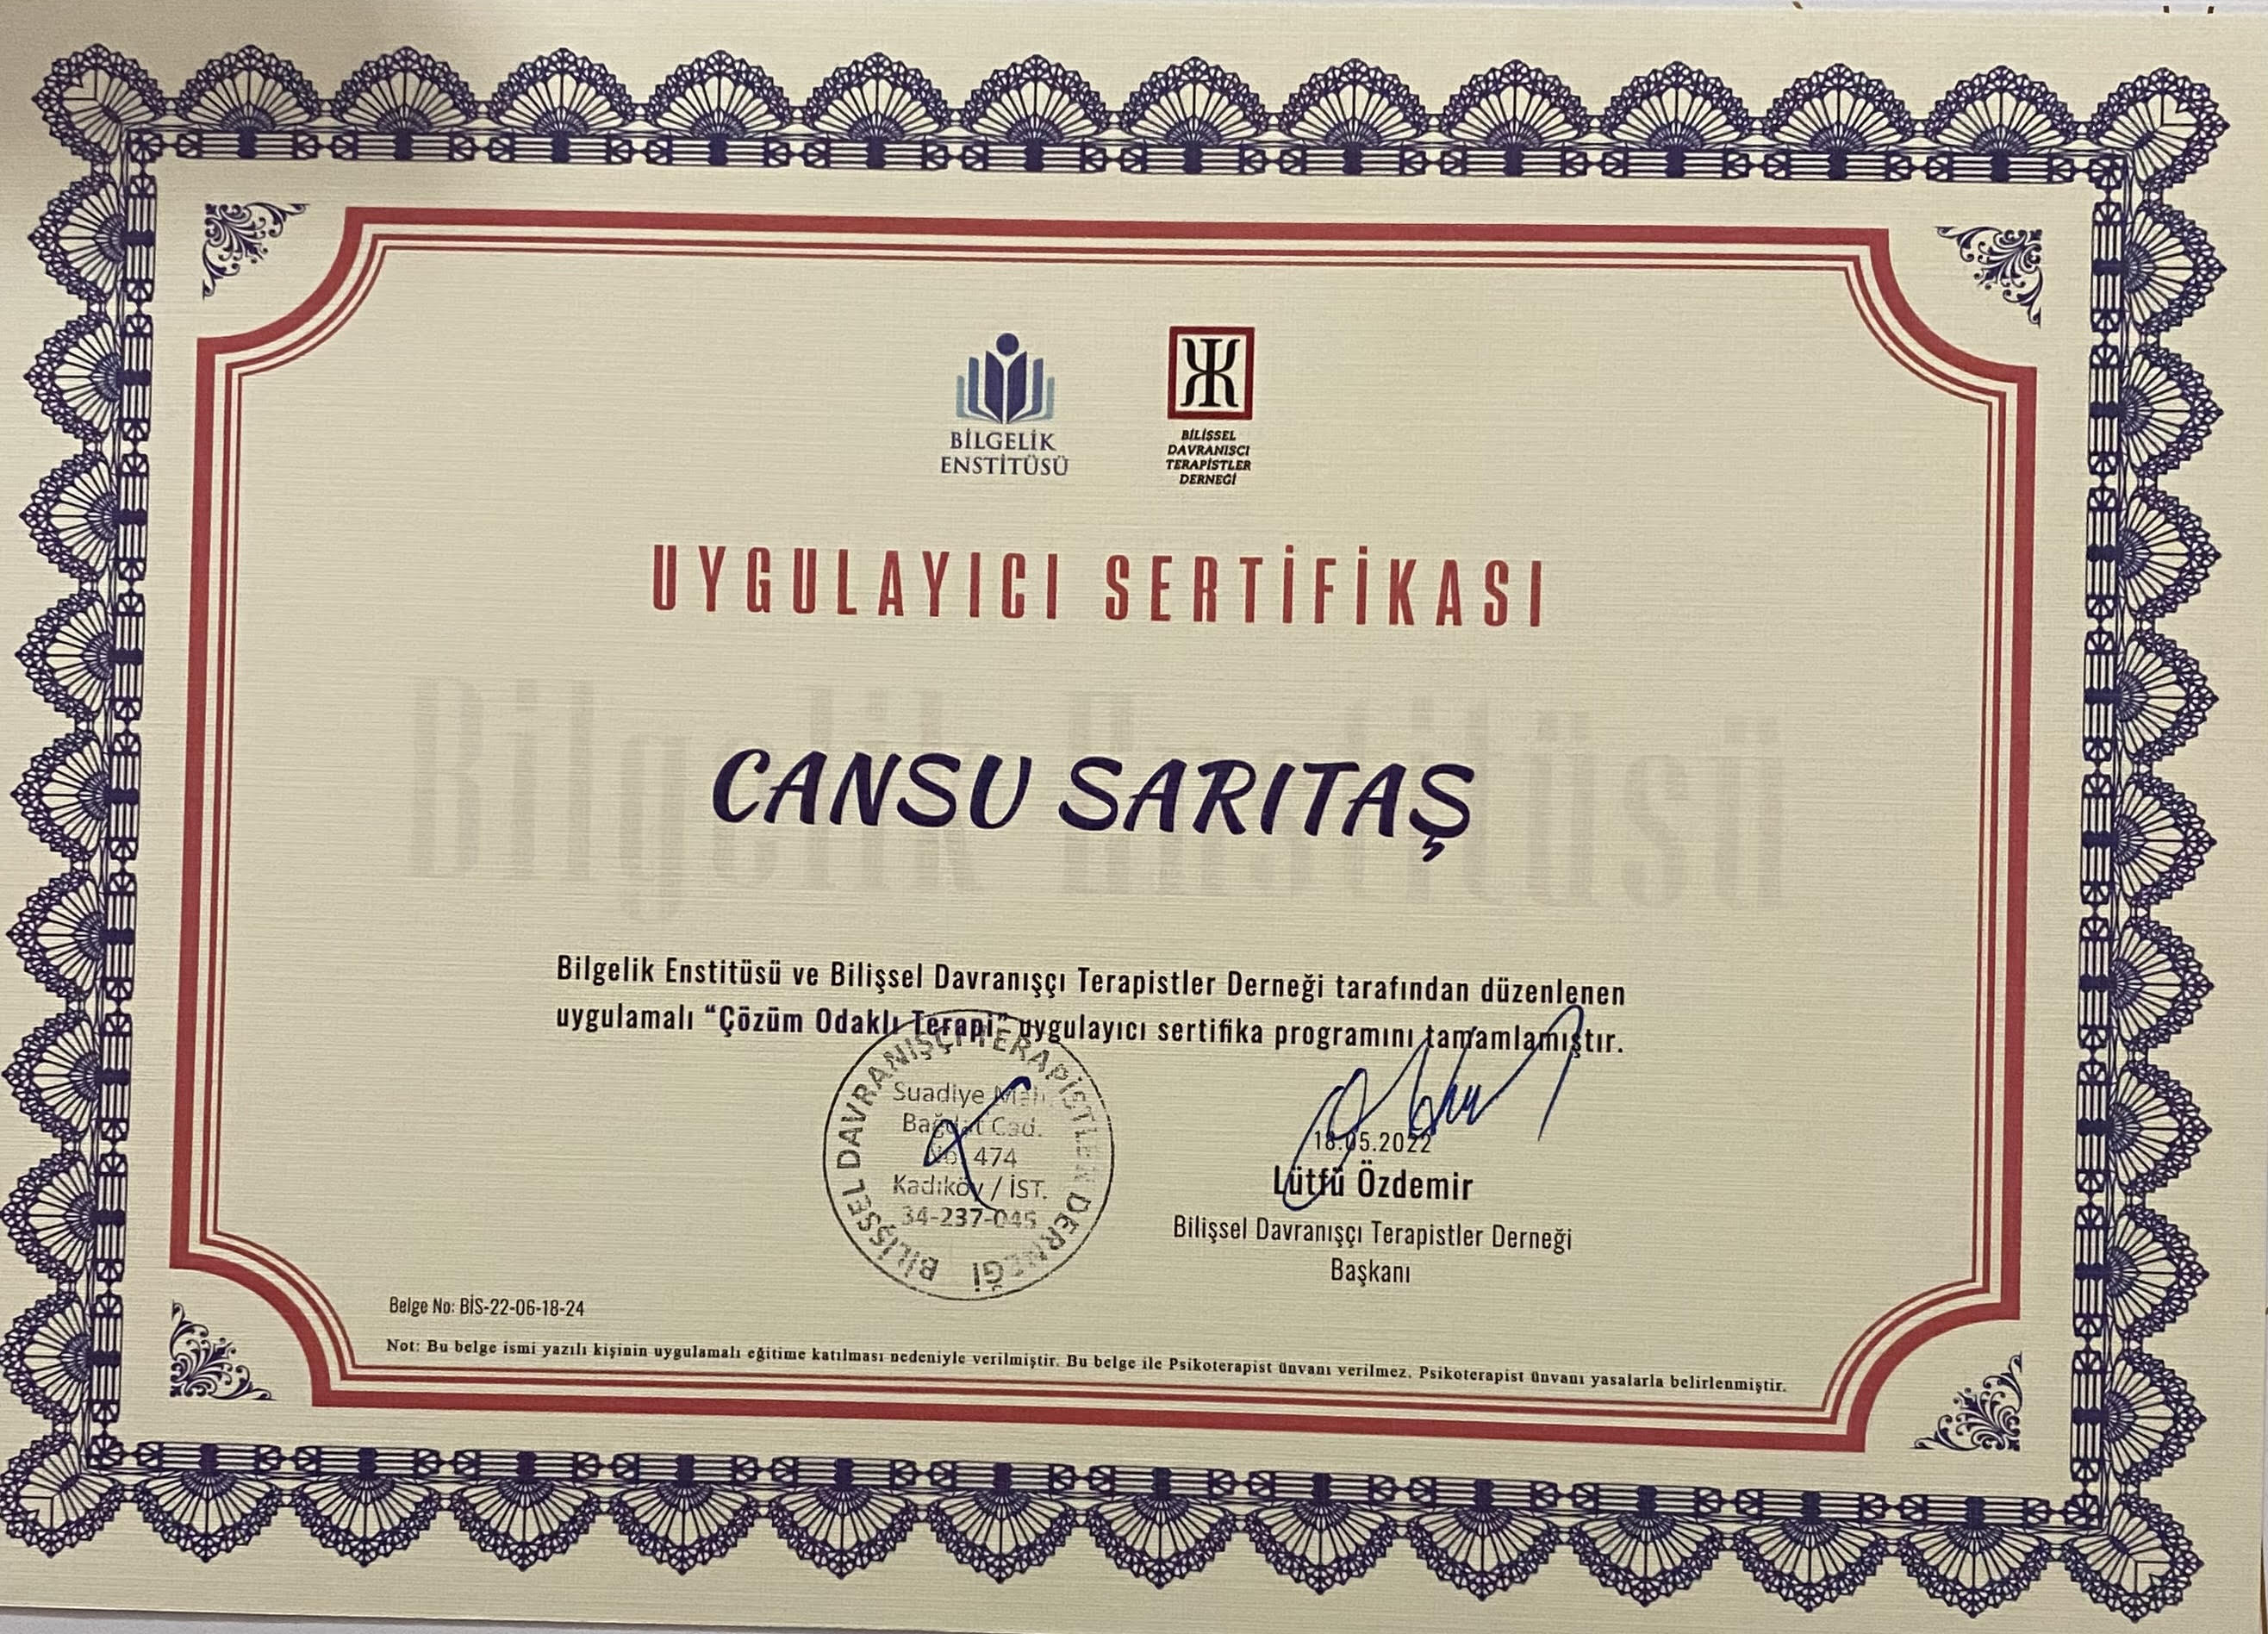 BİLGELİK
ENSTİTÜSÜ
BİLİSSEL
DAVRANISCI
TERAPİSTLER
DERNEĞİ
UYGULAYICI SERTİFİKASI
Bilgelik Enstitüsü
CANSU SARITAŞ
Bilgelik Enstitüsü ve Bilişsel Davranışçı Terapistler Derneği tarafından düzenlenen
uygulamalı “Çözüm Odaklı Terapi” uygulayıcı sertifika programını tamamlamıştır.
BİLİŞSEL DAVRANIŞÇI TERAPİSTLER DERNEĞİ
Suadiye Mah.
Bağdat Cad.
No: 474
Kadıköy / İST.
34-237-045
18.05.2022
Lütfü Özdemir
Bilişsel Davranışçı Terapistler Derneği
Başkanı
Belge No: BİS-22-06-18-24
Not: Bu belge ismi yazılı kişinin uygulamalı eğitime katılması nedeniyle verilmiştir. Bu belge ile Psikoterapist ünvanı verilmez. Psikoterapist ünvanı yasalarla belirlenmiştir.